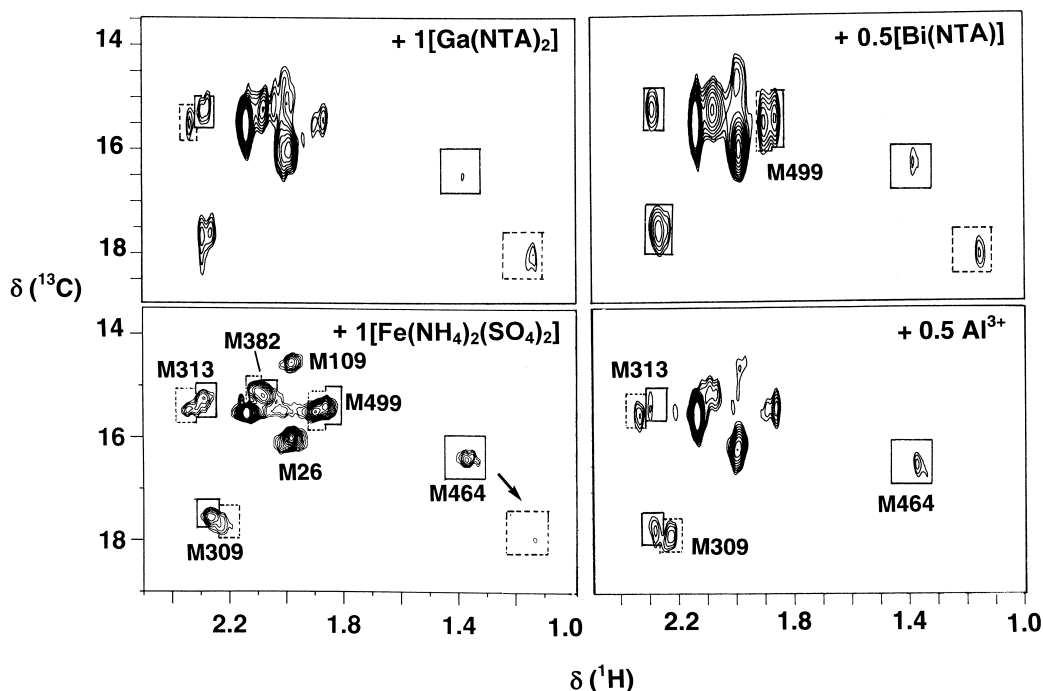 + 1[Ga(NTA)₂]
+ 0.5[Bi(NTA)]
14
16
18
M499
δ (¹³C)
+ 1[Fe(NH₄)₂(SO₄)₂]
+ 0.5 Al³⁺
14
16
18
M382
M109
M313
M499
M26
M464
M309
M313
M464
M309
2.2 1.8 1.4 1.0
2.2 1.8 1.4 1.0
δ (¹H)